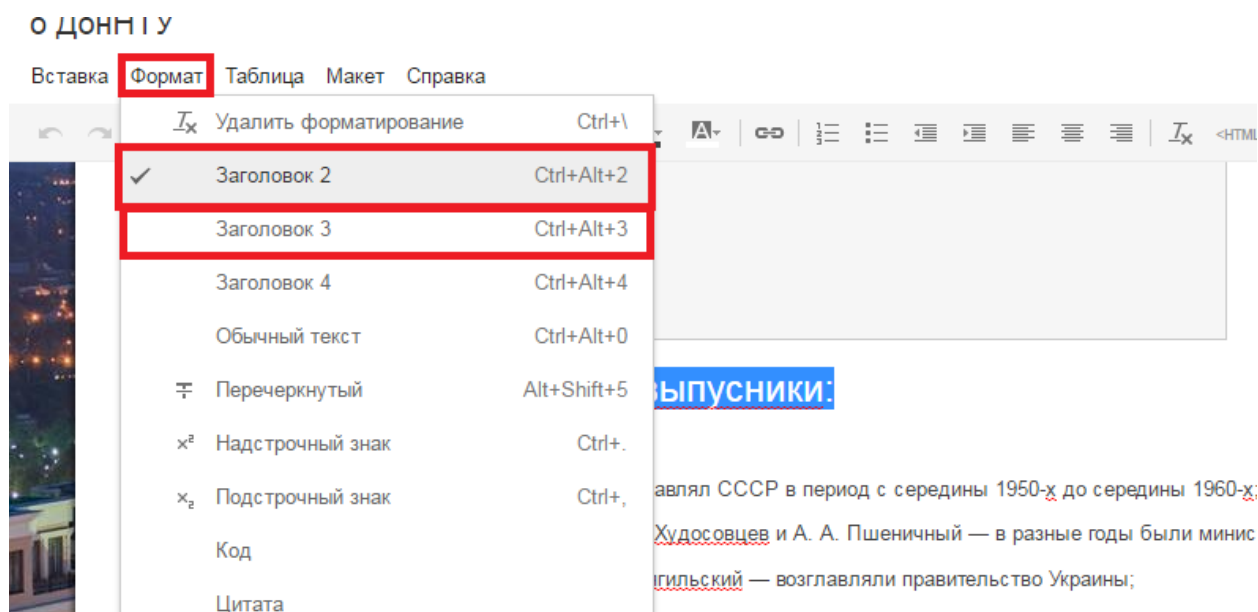 о ДонНТУ
Вставка Формат Таблица Макет Справка
Удалить форматирование Ctrl+\
<HTML
Заголовок 2 Ctrl+Alt+2
Заголовок 3 Ctrl+Alt+3
Заголовок 4 Ctrl+Alt+4
Обычный текст Ctrl+Alt+0
Перечеркнутый Alt+Shift+5
выпусники:
Надстрочный знак Ctrl+.
Подстрочный знак Ctrl+,
авлял СССР в период с середины 1950-х до середины 1960-х;
Код
Худосовцев и А. А. Пшеничный — в разные годы были минис
Цитата
гильский — возглавляли правительство Украины;